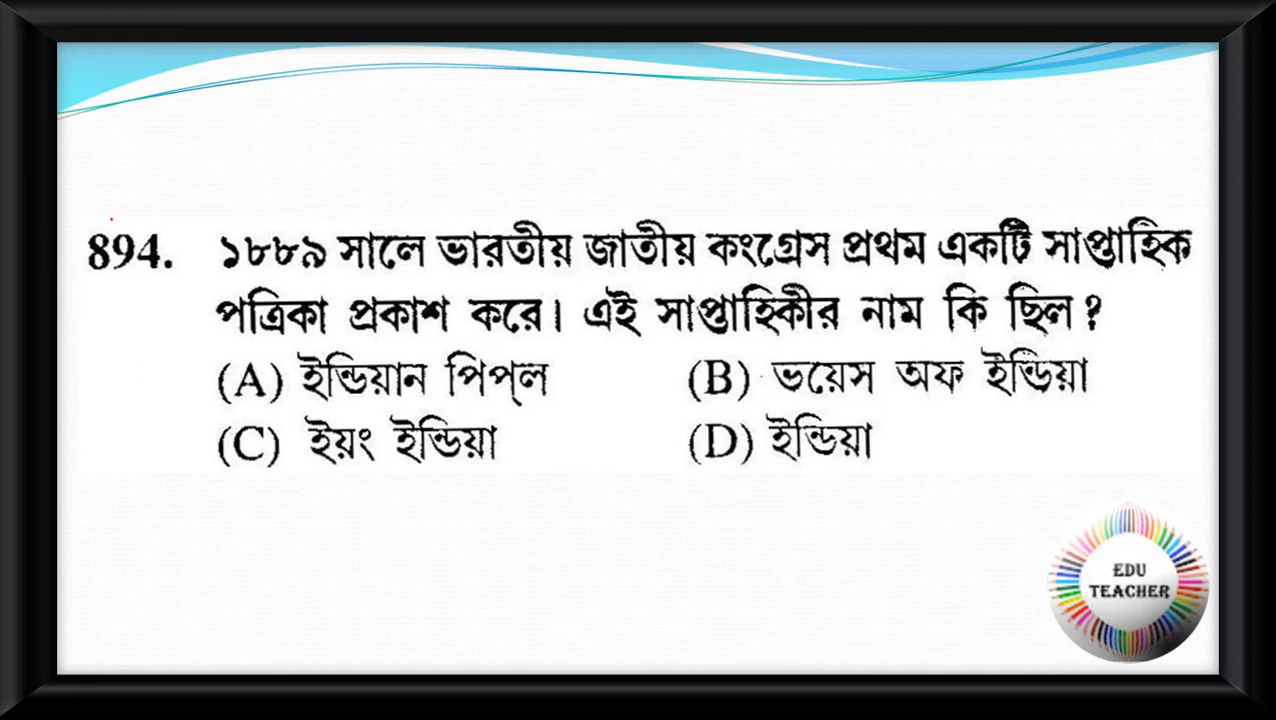 894. ১৮৮৯ সালে ভারতীয় জাতীয় কংগ্রেস প্রথম একটি সাপ্তাহিক
পত্রিকা প্রকাশ করে। এই সাপ্তাহিকীর নাম কি ছিল ?
(A) ইন্ডিয়ান পিপ্‌ল (B) ভয়েস অফ ইন্ডিয়া
(C) ইয়ং ইন্ডিয়া (D) ইন্ডিয়া
EDU
TEACHER